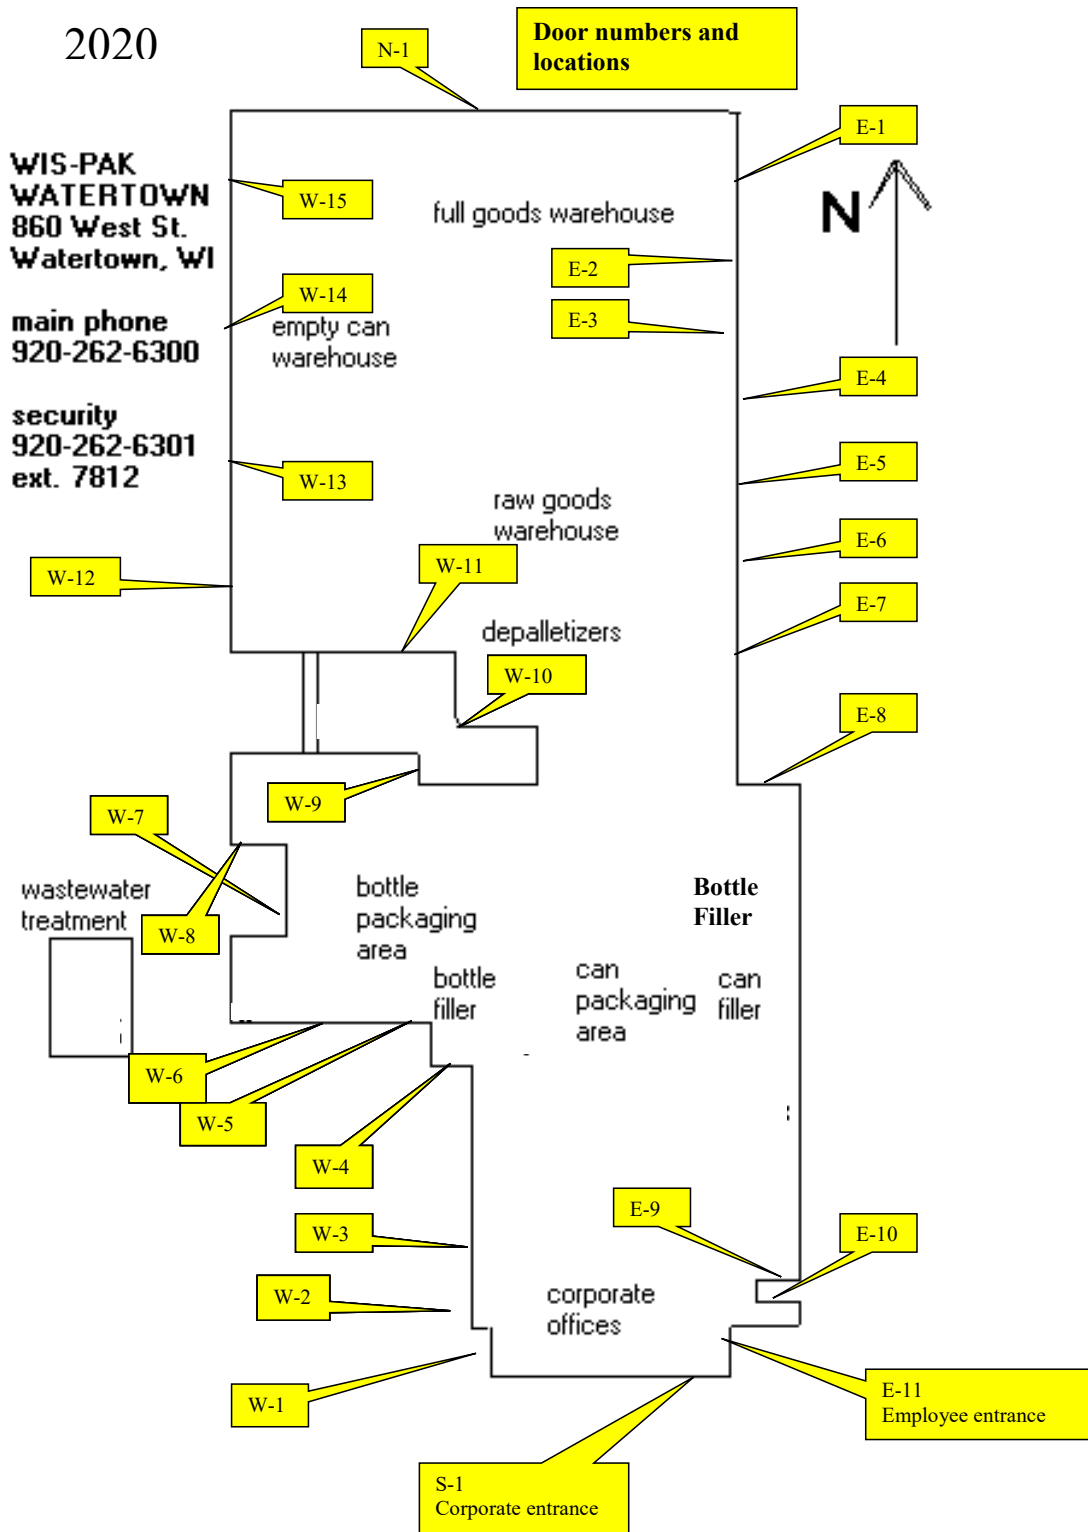 2020
Door numbers and
locations
N-1
E-1
WIS-PAK
WATERTOWN
860 West St.
Watertown, WI
W-15
full goods warehouse
N
E-2
W-14
E-3
main phone
920-262-6300
empty can
warehouse
E-4
security
920-262-6301
ext. 7812
E-5
W-13
raw goods
warehouse
E-6
W-11
W-12
E-7
depalletizers
W-10
E-8
W-9
W-7
wastewater
treatment
bottle
packaging
area
Bottle
Filler
W-8
bottle
filler
can
packaging
area
can
filler
W-6
W-5
W-4
E-9
W-3
E-10
W-2
corporate
offices
W-1
E-11
Employee entrance
S-1
Corporate entrance